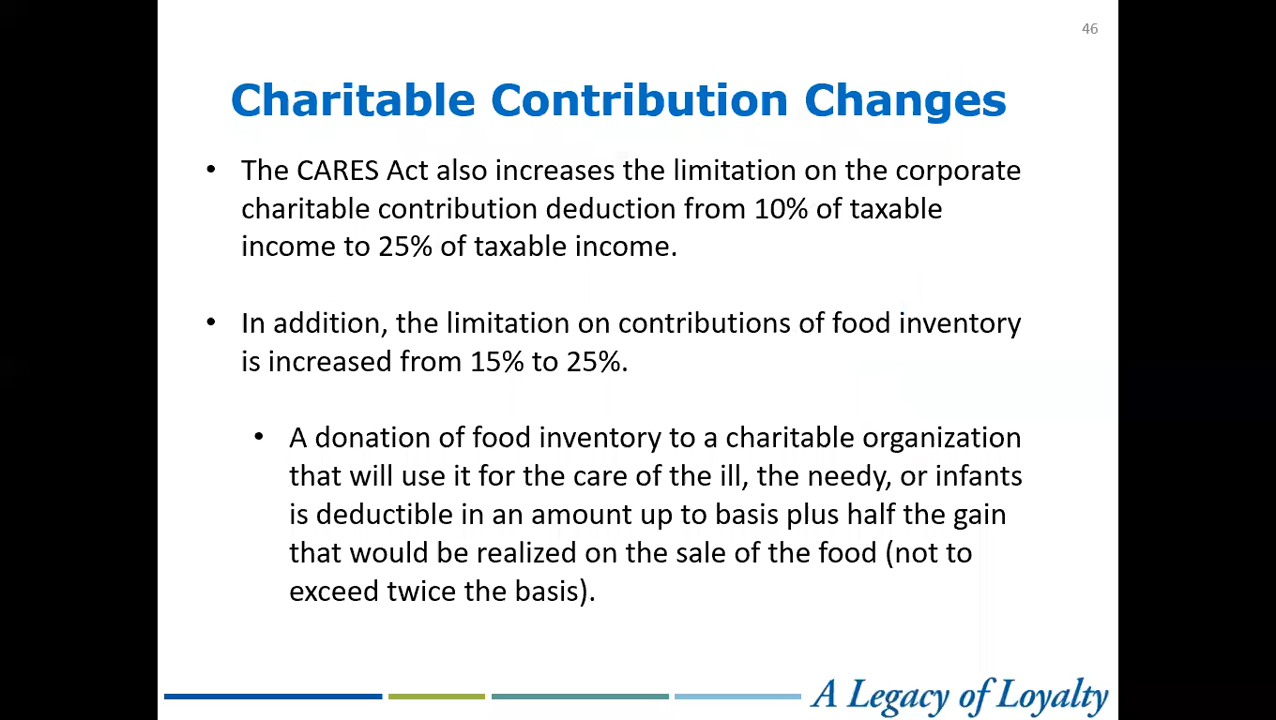 46
Charitable Contribution Changes
• The CARES Act also increases the limitation on the corporate
charitable contribution deduction from 10% of taxable
income to 25% of taxable income.
• In addition, the limitation on contributions of food inventory
is increased from 15% to 25%.
• A donation of food inventory to a charitable organization
that will use it for the care of the ill, the needy, or infants
is deductible in an amount up to basis plus half the gain
that would be realized on the sale of the food (not to
exceed twice the basis).
A Legacy of Loyalty